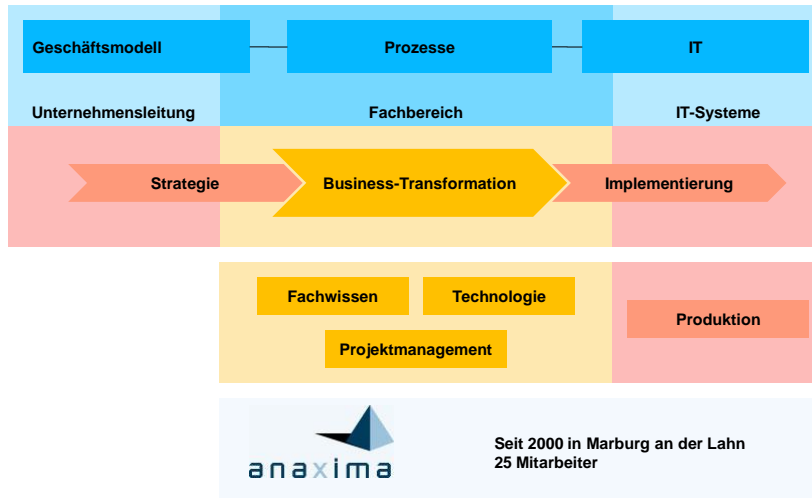 Geschäftsmodell
Prozesse
IT
Unternehmensleitung
Fachbereich
IT-Systeme
Strategie
Business-Transformation
Implementierung
Fachwissen
Technologie
Projektmanagement
Produktion
anaxima
Seit 2000 in Marburg an der Lahn
25 Mitarbeiter